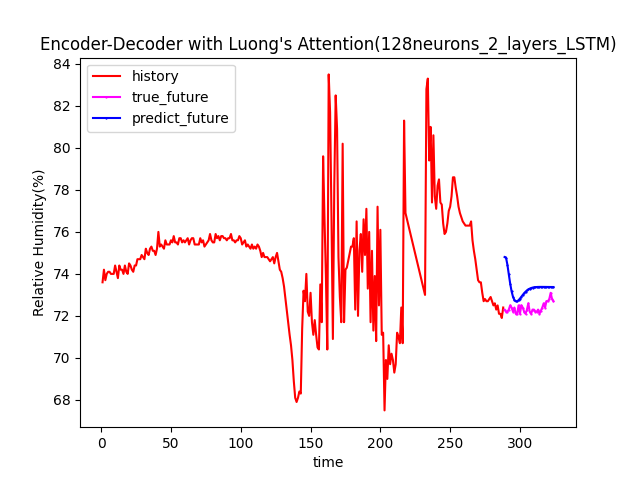 Encoder-Decoder with Luong's Attention(128neurons_2_layers_LSTM)
history
true_future
predict_future
Relative Humidity(%)
84
82
80
78
76
74
72
70
68
0 50 100 150 200 250 300
time